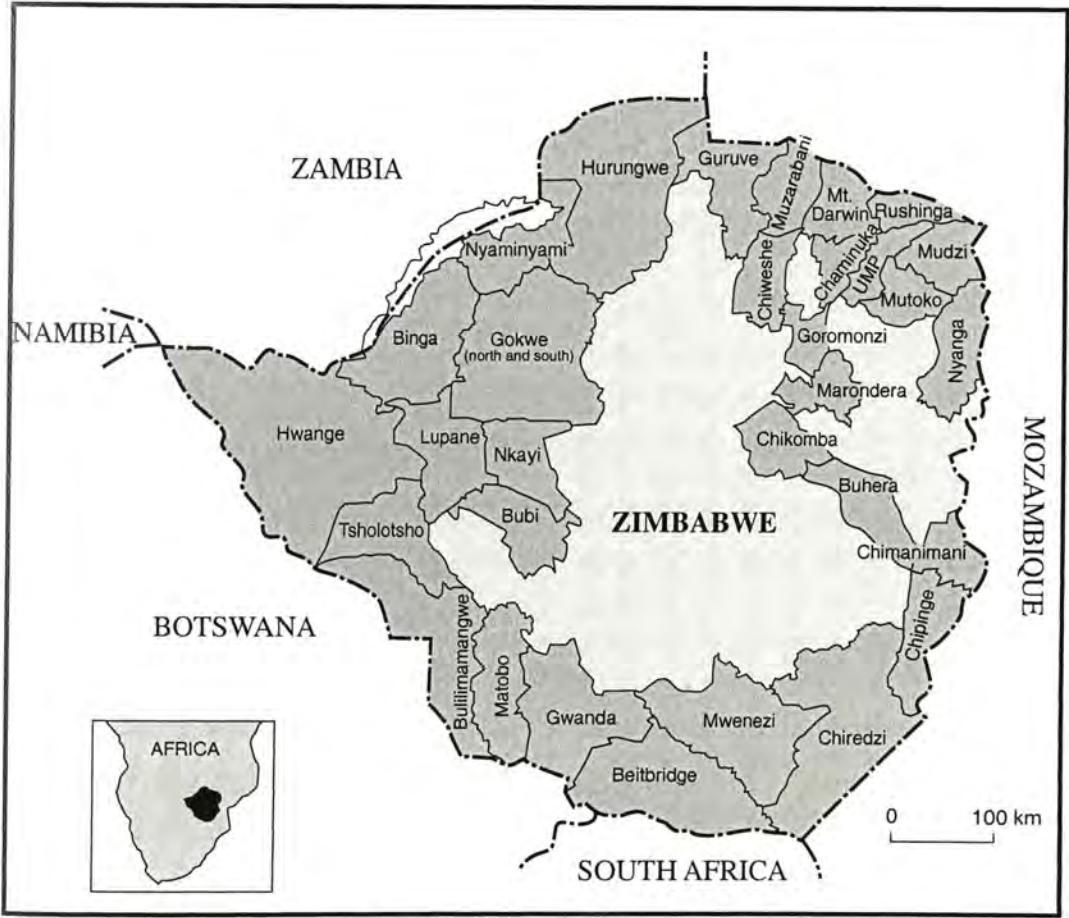 ZAMBIA
Hurungwe
Guruve
Muzarabani
Mt.
Darwin
Rushinga
Nyaminyami
Chiweshe
Chaminuka
UMP
Mudzi
Mutoko
NAMIBIA
Binga
Gokwe
(north and south)
Goromonzi
Nyanga
Marondera
Hwange
Lupane
Nkayi
Chikomba
MOZAMBIQUE
Buhera
Tsholotsho
Bubi
ZIMBABWE
Chimanimani
BOTSWANA
Chipinge
Bulilimamangwe
Matobo
Gwanda
Mwenezi
Chiredzi
Beitbridge
AFRICA
0 100 km
SOUTH AFRICA